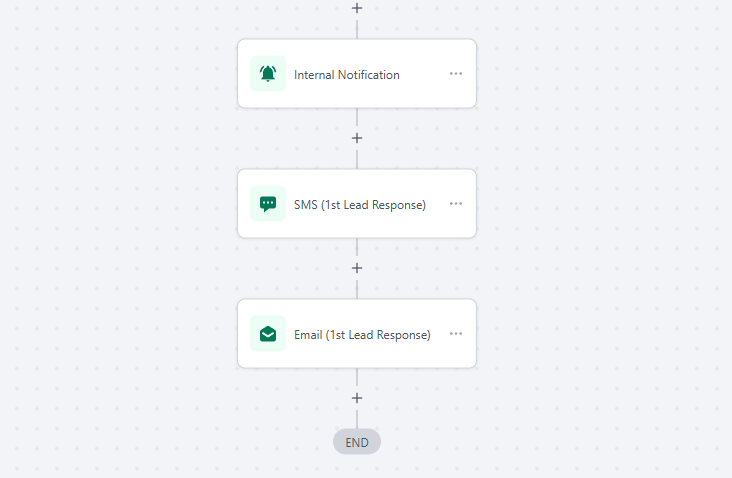 Internal Notification
SMS (1st Lead Response)
Email (1st Lead Response)
END